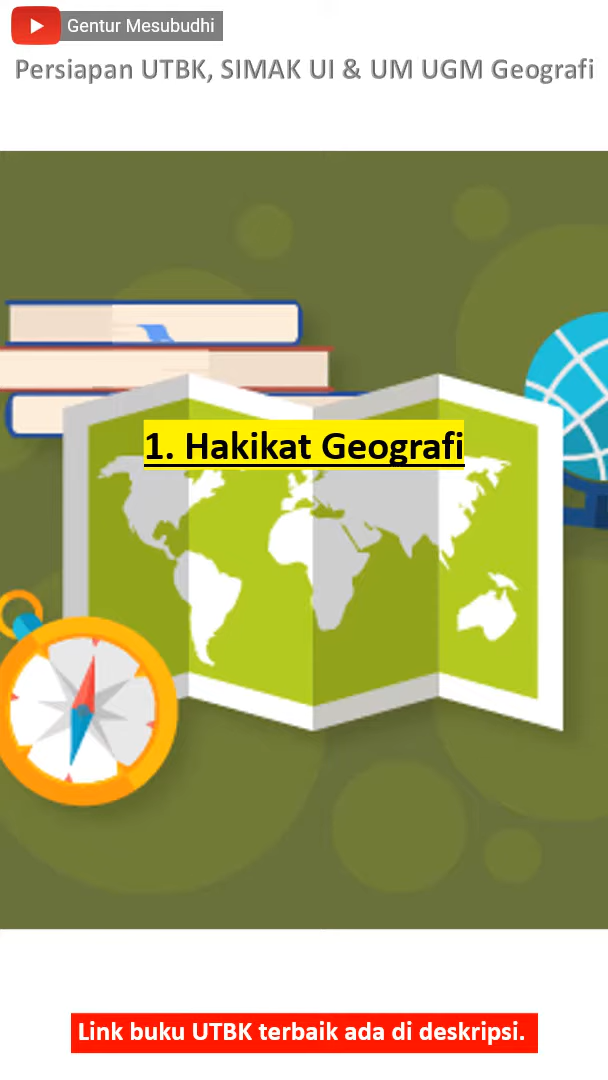 Gentur Mesubudhi
Persiapan UTBK, SIMAK UI & UM UGM Geografi
1. Hakikat Geografi
Link buku UTBK terbaik ada di deskripsi.